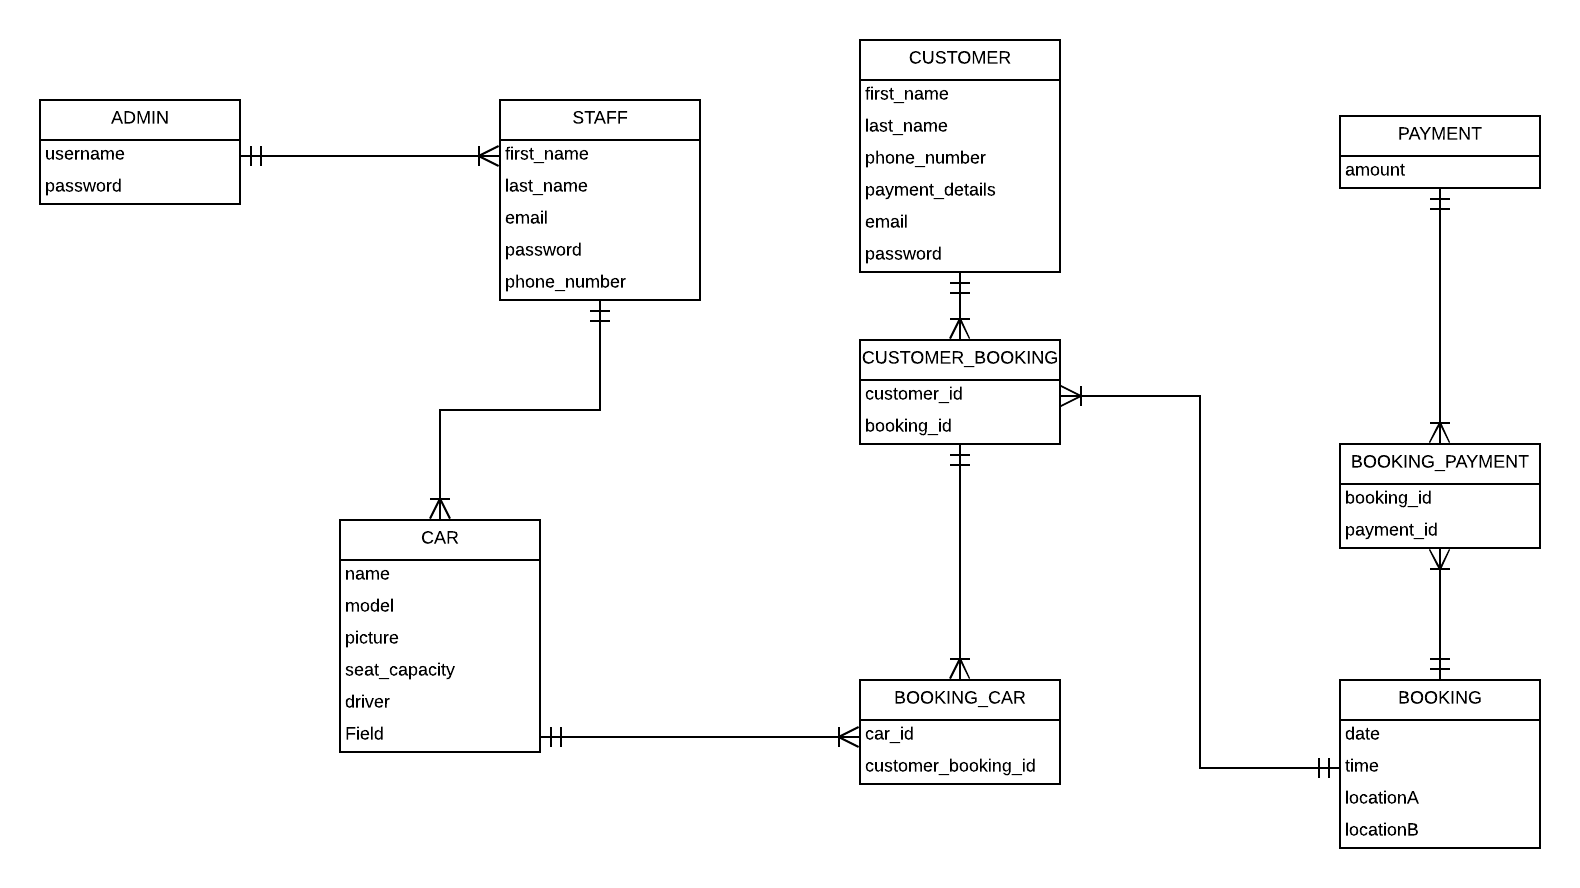 ADMIN
username
password
STAFF
first_name
last_name
email
password
phone_number
CUSTOMER
first_name
last_name
phone_number
payment_details
email
password
PAYMENT
amount
CUSTOMER_BOOKING
customer_id
booking_id
BOOKING_PAYMENT
booking_id
payment_id
CAR
name
model
picture
seat_capacity
driver
Field
BOOKING_CAR
car_id
customer_booking_id
BOOKING
date
time
locationA
locationB